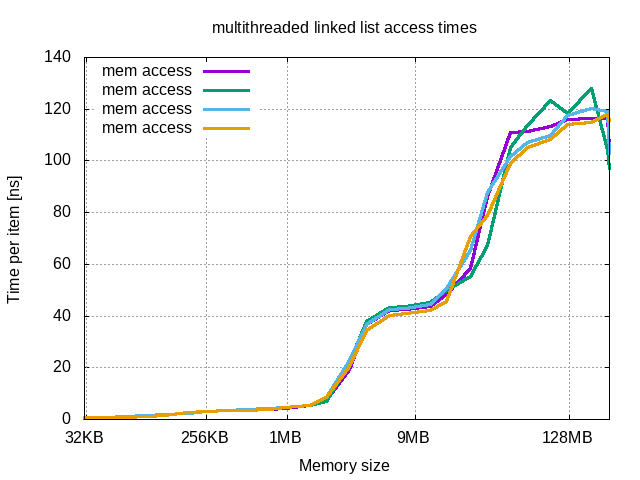 multithreaded linked list access times
140
120
100
80
60
40
20
0
Time per item [ns]
mem access
mem access
mem access
mem access
32KB 256KB 1MB 9MB 128MB
Memory size